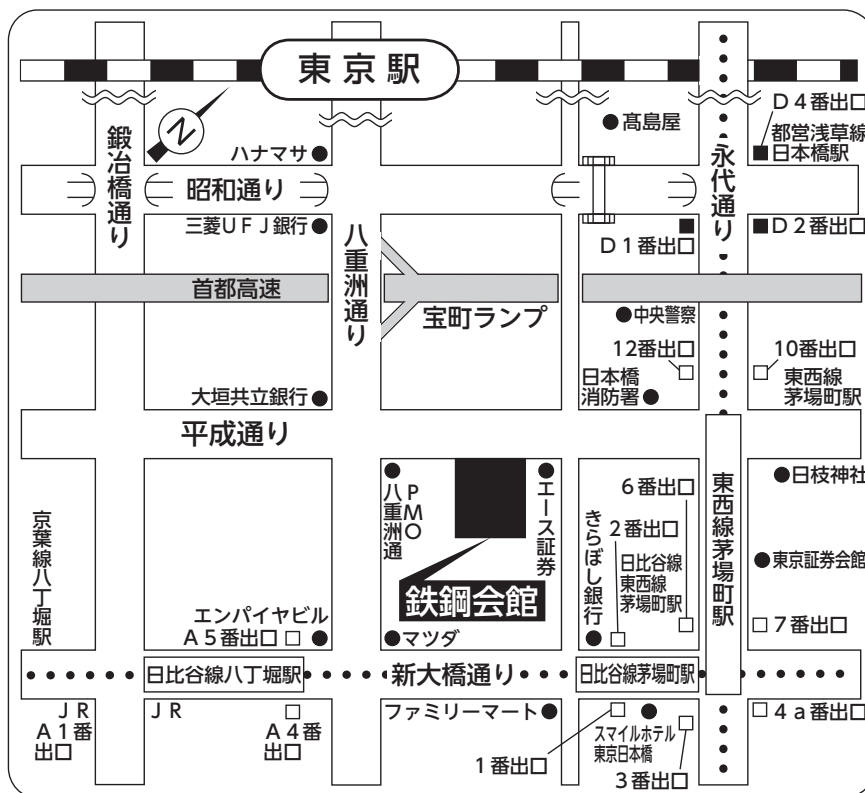 東京駅
D4番出口
髙島屋
都営浅草線
日本橋駅
N
ハナマサ
鍛冶橋通り
昭和通り
永代通り
三菱UFJ銀行
八重洲通り
D1番出口
D2番出口
首都高速
宝町ランプ
中央警察
12番出口
10番出口
日本橋
消防署
東西線
茅場町駅
大垣共立銀行
平成通り
PMO
八重洲通
エース証券
6番出口
日枝神社
東西線茅場町駅
2番出口
きらぼし銀行
日比谷線
東西線
茅場町駅
京葉線八丁堀駅
東京証券会館
鉄鋼会館
エンパイヤビル
A5番出口
マツダ
7番出口
日比谷線八丁堀駅
新大橋通り
日比谷線茅場町駅
JR
A1番
出口
JR
A4番
出口
ファミリーマート
4a番出口
スマイルホテル
東京日本橋
1番出口
3番出口